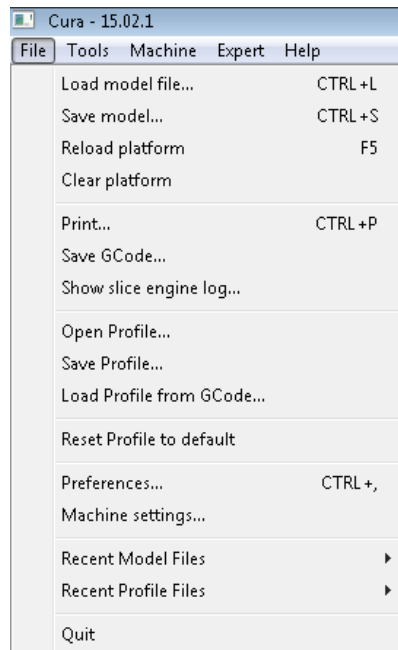 Cura - 15.02.1
File Tools Machine Expert Help
Load model file... CTRL+L
Save model... CTRL+S
Reload platform F5
Clear platform
Print... CTRL+P
Save GCode...
Show slice engine log...
Open Profile...
Save Profile...
Load Profile from GCode...
Reset Profile to default
Preferences... CTRL+,
Machine settings...
Recent Model Files
Recent Profile Files
Quit